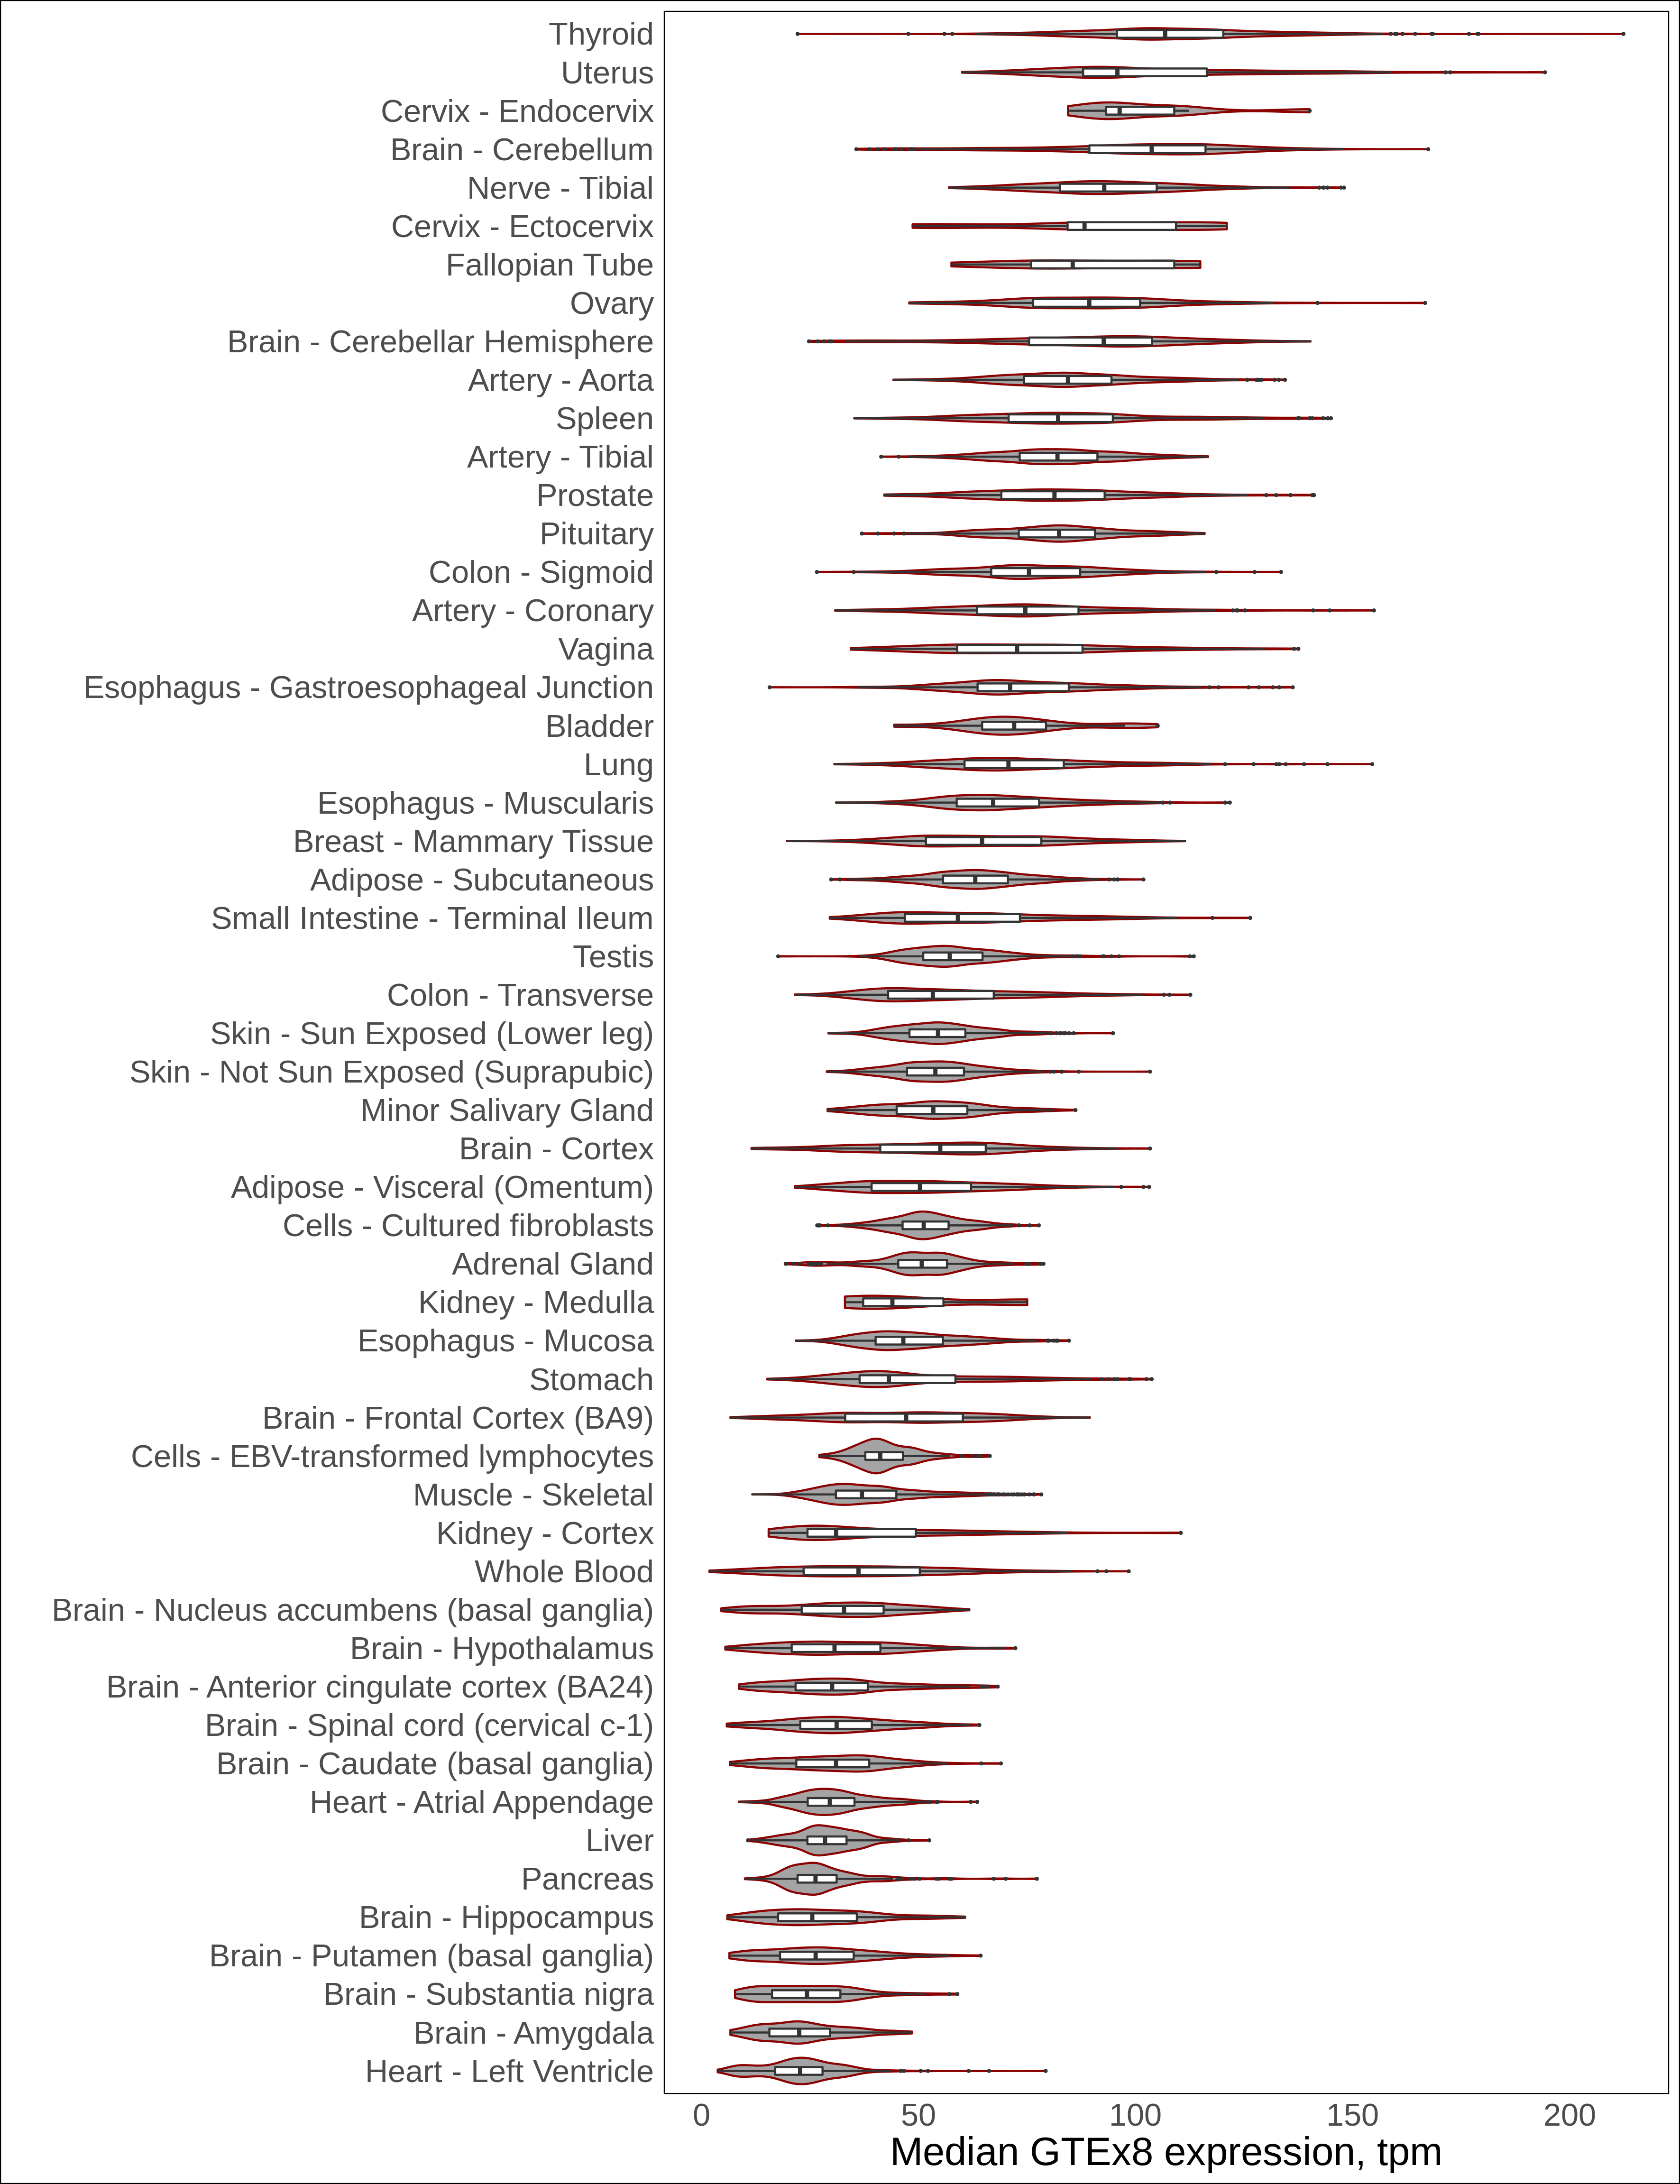 Thyroid
Uterus
Cervix - Endocervix
Brain - Cerebellum
Nerve - Tibial
Cervix - Ectocervix
Fallopian Tube
Ovary
Brain - Cerebellar Hemisphere
Artery - Aorta
Spleen
Artery - Tibial
Prostate
Pituitary
Colon - Sigmoid
Artery - Coronary
Vagina
Esophagus - Gastroesophageal Junction
Bladder
Lung
Esophagus - Muscularis
Breast - Mammary Tissue
Adipose - Subcutaneous
Small Intestine - Terminal Ileum
Testis
Colon - Transverse
Skin - Sun Exposed (Lower leg)
Skin - Not Sun Exposed (Suprapubic)
Minor Salivary Gland
Brain - Cortex
Adipose - Visceral (Omentum)
Cells - Cultured fibroblasts
Adrenal Gland
Kidney - Medulla
Esophagus - Mucosa
Stomach
Brain - Frontal Cortex (BA9)
Cells - EBV-transformed lymphocytes
Muscle - Skeletal
Kidney - Cortex
Whole Blood
Brain - Nucleus accumbens (basal ganglia)
Brain - Hypothalamus
Brain - Anterior cingulate cortex (BA24)
Brain - Spinal cord (cervical c-1)
Brain - Caudate (basal ganglia)
Heart - Atrial Appendage
Liver
Pancreas
Brain - Hippocampus
Brain - Putamen (basal ganglia)
Brain - Substantia nigra
Brain - Amygdala
Heart - Left Ventricle
0 50 100 150 200
Median GTEx8 expression, tpm